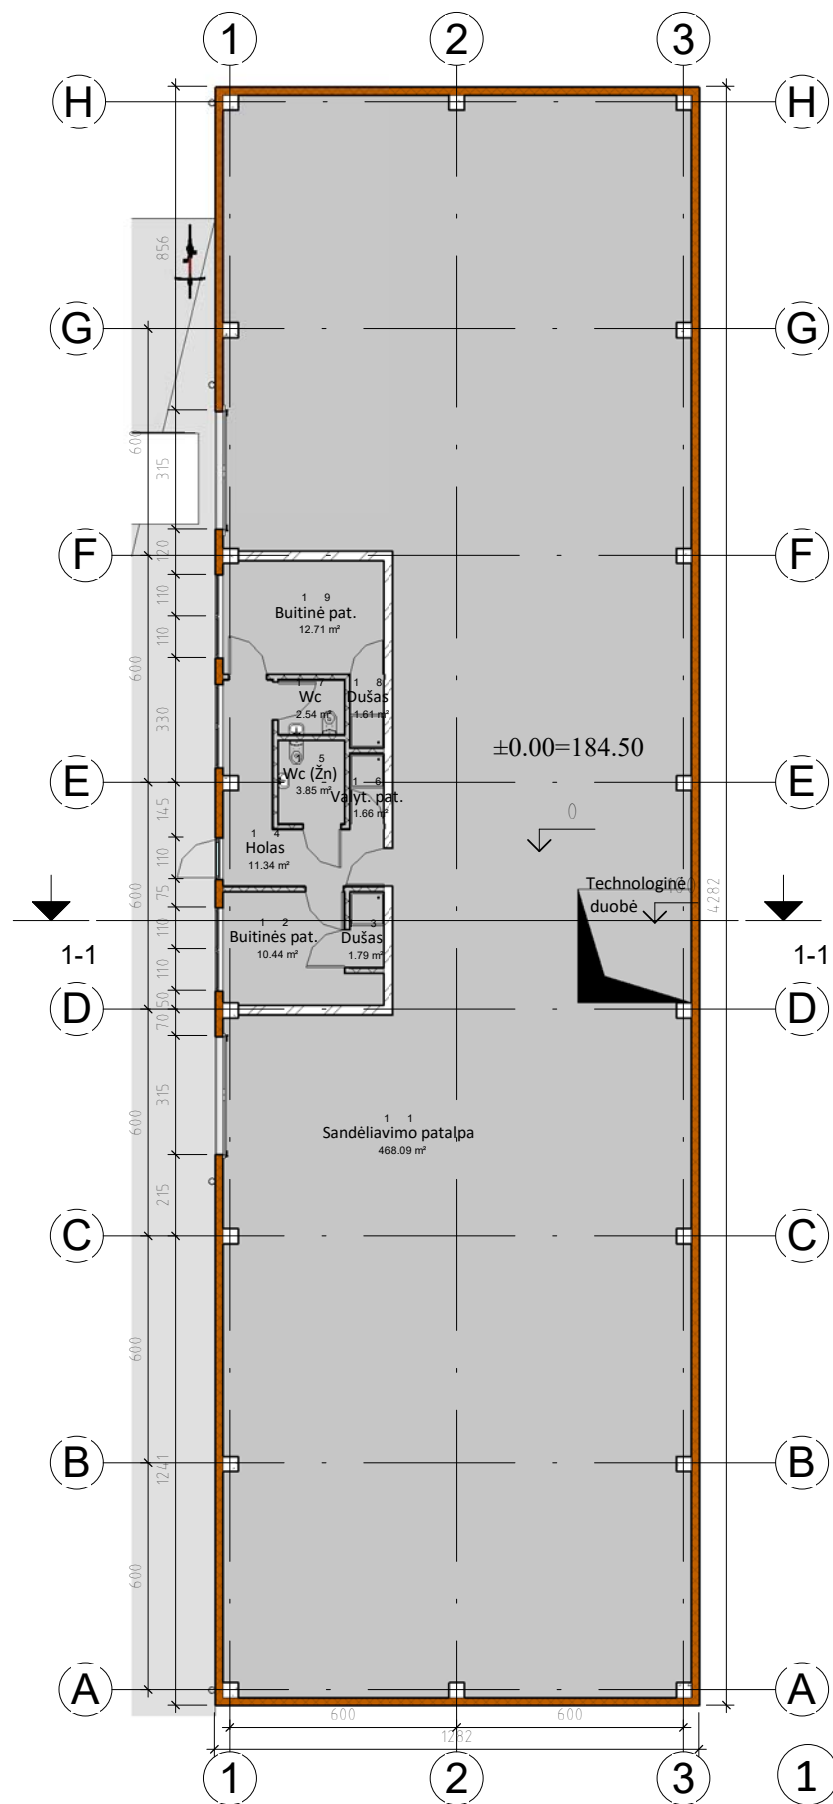 1 2 3
H H
856
G G
600
315
F F
120
1 9
Buitinė pat.
12.71 m²
110
110
600
1 7
Wc
2.54 m²
1 8
Dušas
1.61 m²
330
±0.00=184.50
E E
1 5
Wc (Žn)
3.85 m²
1 6
Valyt. pat.
1.66 m²
145
0
1 4
Holas
11.34 m²
110
600
75
Technologinė
duobė
4282
1 2
Buitinės pat.
10.44 m²
3
Dušas
1.79 m²
110
1-1 1-1
110
50
D D
70
315
600
1 1
Sandėliavimo patalpa
468.09 m²
215
C C
600
B B
1241
600
A A
600 600
1282
1 2 3 1